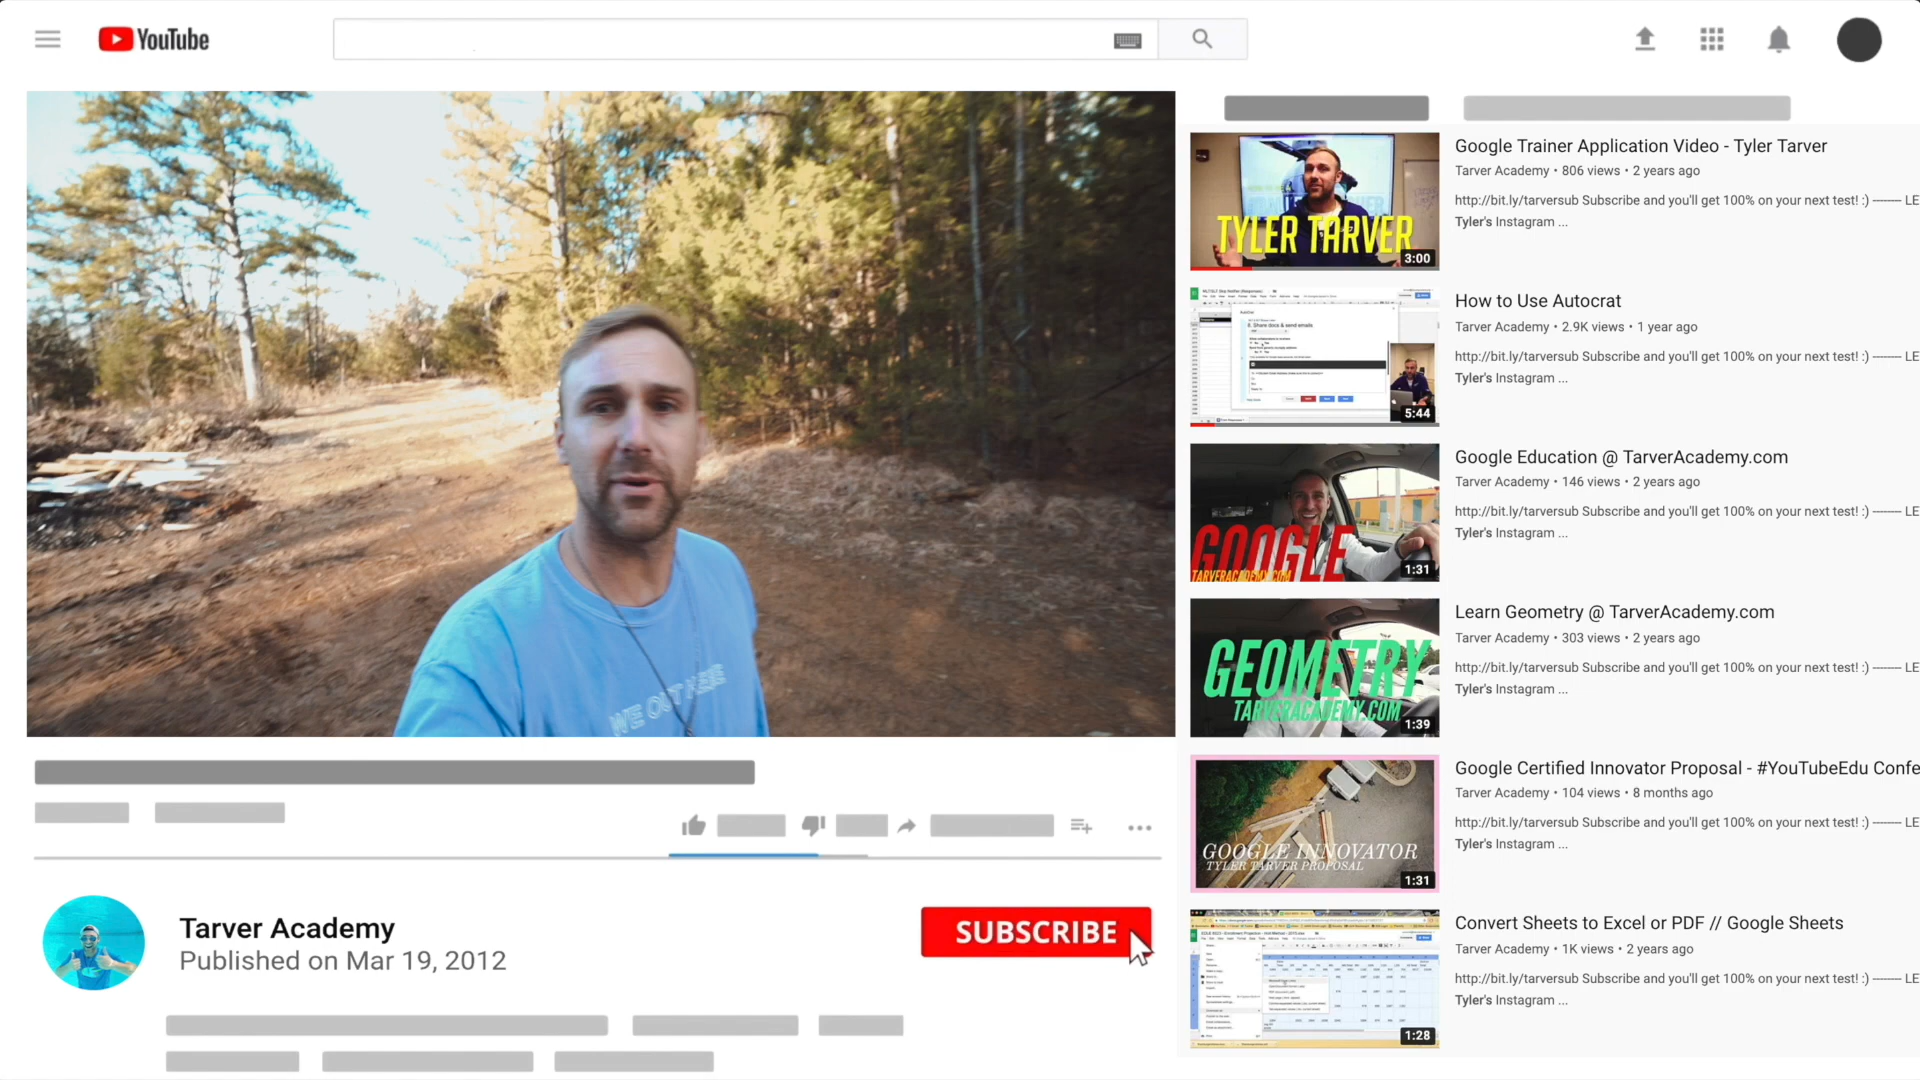 YouTube
WE OUT HERE
Tarver Academy
Published on Mar 19, 2012
SUBSCRIBE
TYLER TARVER
3:00
Google Trainer Application Video - Tyler Tarver
Tarver Academy • 806 views • 2 years ago
http://bit.ly/tarversub Subscribe and you'll get 100% on your next test! :) -------- LE
Tyler's Instagram ...
8. Share docs & send emails
5:44
How to Use Autocrat
Tarver Academy • 2.9K views • 1 year ago
http://bit.ly/tarversub Subscribe and you'll get 100% on your next test! :) -------- LE
Tyler's Instagram ...
GOOGLE
TARVERACADEMY.COM
1:31
Google Education @ TarverAcademy.com
Tarver Academy • 146 views • 2 years ago
http://bit.ly/tarversub Subscribe and you'll get 100% on your next test! :) -------- LE
Tyler's Instagram ...
GEOMETRY
TARVERACADEMY.COM
1:39
Learn Geometry @ TarverAcademy.com
Tarver Academy • 303 views • 2 years ago
http://bit.ly/tarversub Subscribe and you'll get 100% on your next test! :) -------- LE
Tyler's Instagram ...
GOOGLE INNOVATOR
TYLER TARVER PROPOSAL
1:31
Google Certified Innovator Proposal - #YouTubeEdu Confe
Tarver Academy • 104 views • 8 months ago
http://bit.ly/tarversub Subscribe and you'll get 100% on your next test! :) -------- LE
Tyler's Instagram ...
1:28
Convert Sheets to Excel or PDF // Google Sheets
Tarver Academy • 1K views • 2 years ago
http://bit.ly/tarversub Subscribe and you'll get 100% on your next test! :) -------- LE
Tyler's Instagram ...